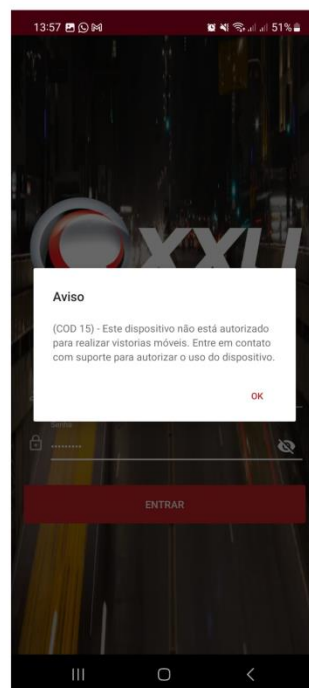 13:57 51%
XXU
Aviso
(COD 15) - Este dispositivo não está autorizado
para realizar vistorias móveis. Entre em contato
com suporte para autorizar o uso do dispositivo.
OK
Senha
ENTRAR